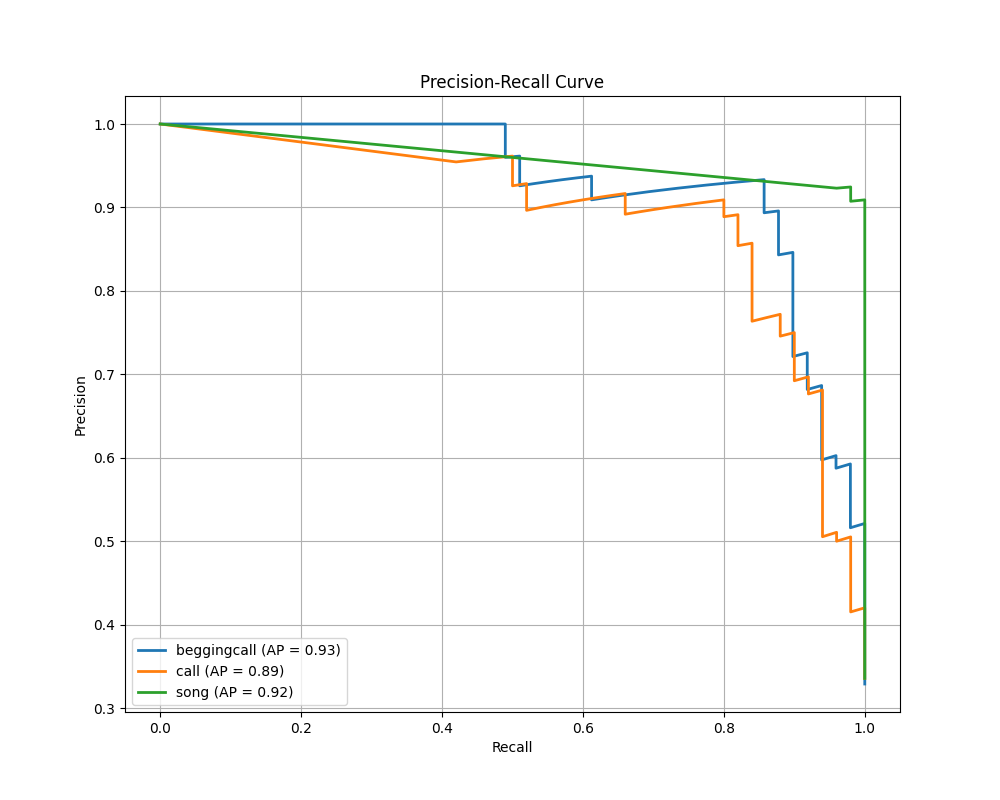 Precision-Recall Curve
Precision
1.0
0.9
0.8
0.7
0.6
0.5
0.4
0.3
beggingcall (AP = 0.93)
call (AP = 0.89)
song (AP = 0.92)
0.0 0.2 0.4 0.6 0.8 1.0
Recall